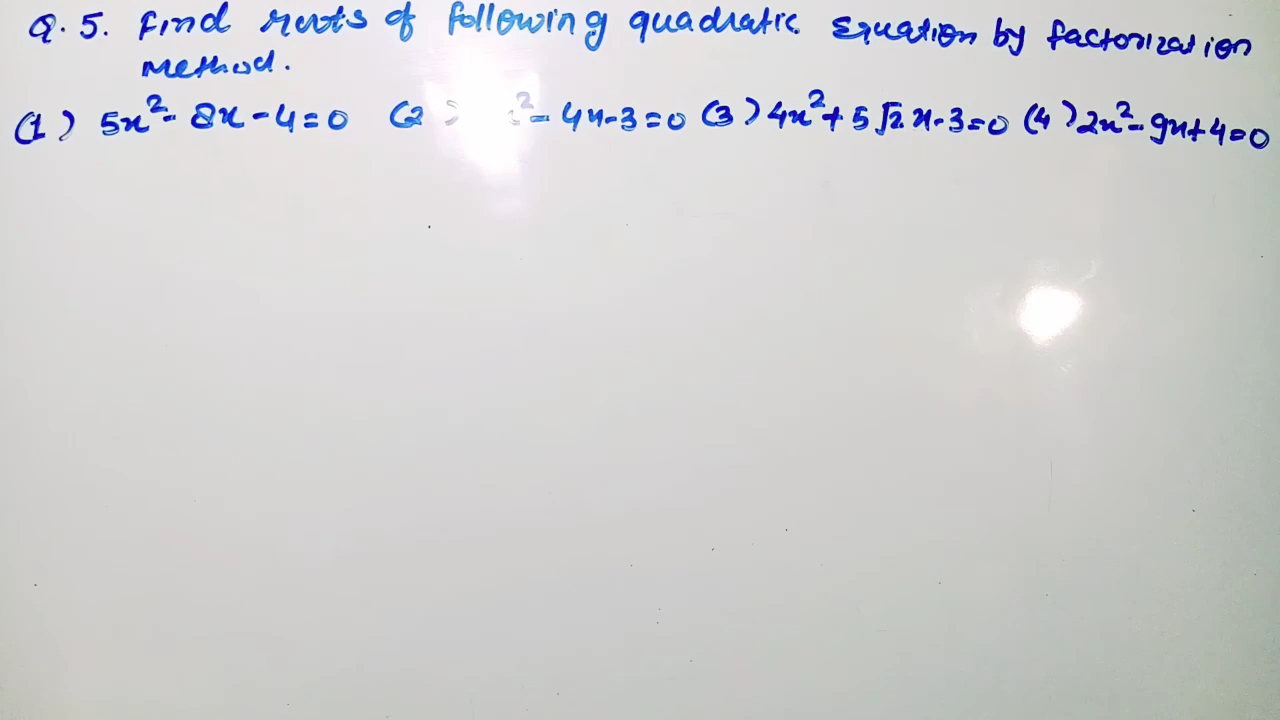 Q. 5. Find roots of following quadratic Equation by factorization
Method.
(1) 5x² - 8x - 4 = 0 (2) ² - 4x - 3 = 0 (3) 4x² + 5√2 x - 3 = 0 (4) 2x² - 9x + 4 = 0